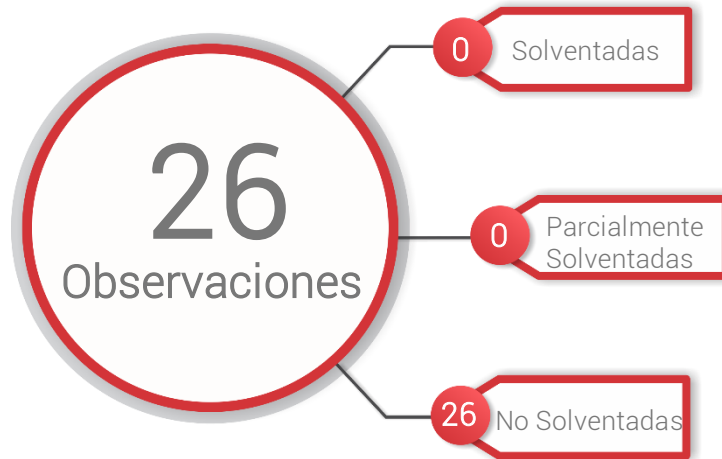 26
Observaciones
0
Solventadas
0
Parcialmente
Solventadas
26
No Solventadas